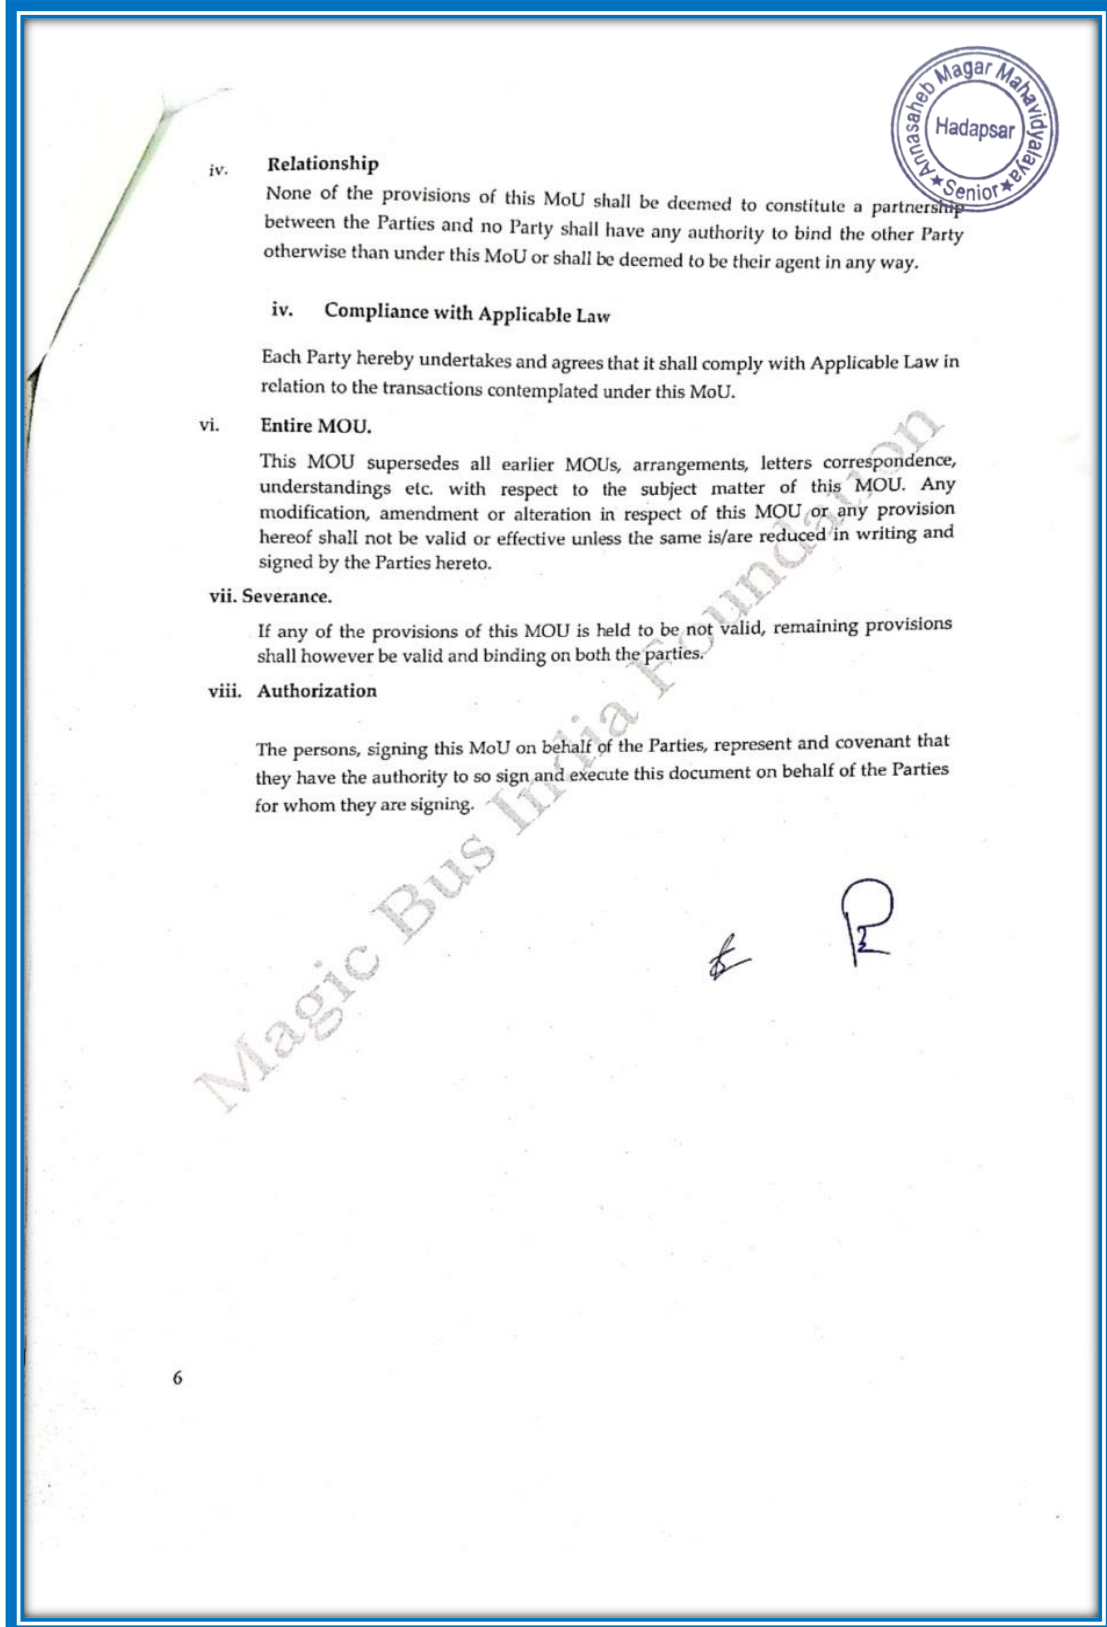 Annasaheb Magar Mahavidyalaya
Hadapsar
★Senior★
iv. Relationship
None of the provisions of this MoU shall be deemed to constitute a partnership
between the Parties and no Party shall have any authority to bind the other Party
otherwise than under this MoU or shall be deemed to be their agent in any way.
iv. Compliance with Applicable Law
Each Party hereby undertakes and agrees that it shall comply with Applicable Law in
relation to the transactions contemplated under this MoU.
vi. Entire MOU.
This MOU supersedes all earlier MOUs, arrangements, letters correspondence,
understandings etc. with respect to the subject matter of this MOU. Any
modification, amendment or alteration in respect of this MOU or any provision
hereof shall not be valid or effective unless the same is/are reduced in writing and
signed by the Parties hereto.
vii. Severance.
If any of the provisions of this MOU is held to be not valid, remaining provisions
shall however be valid and binding on both the parties.
viii. Authorization
The persons, signing this MoU on behalf of the Parties, represent and covenant that
they have the authority to so sign and execute this document on behalf of the Parties
for whom they are signing.
Magic Bus India Foundation
6